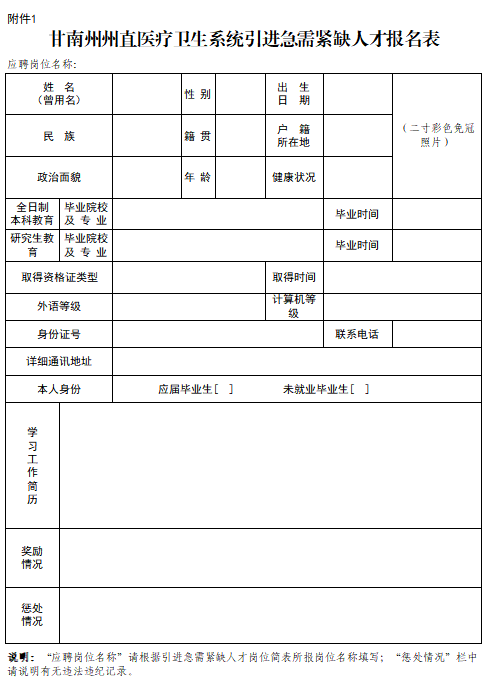 附件1
甘南州州直医疗卫生系统引进急需紧缺人才报名表
应聘岗位名称:
姓 名
（曾用名）
性 别
出 生
日 期
（二寸彩色免冠
照片）
民 族
籍 贯
户 籍
所在地
政治面貌
年 龄
健康状况
全日制
本科教育
毕业院校
及 专 业
毕业时间
研究生教
育
毕业院校
及 专 业
毕业时间
取得资格证类型
取得时间
外语等级
计算机等
级
身份证号
联系电话
详细通讯地址
本人身份
应届毕业生[ ] 未就业毕业生[ ]
学
习
工
作
简
历
奖励
情况
惩处
情况
说明：“应聘岗位名称”请根据引进急需紧缺人才岗位简表所报岗位名称填写；“惩处情况”栏中
请说明有无违法违纪记录。